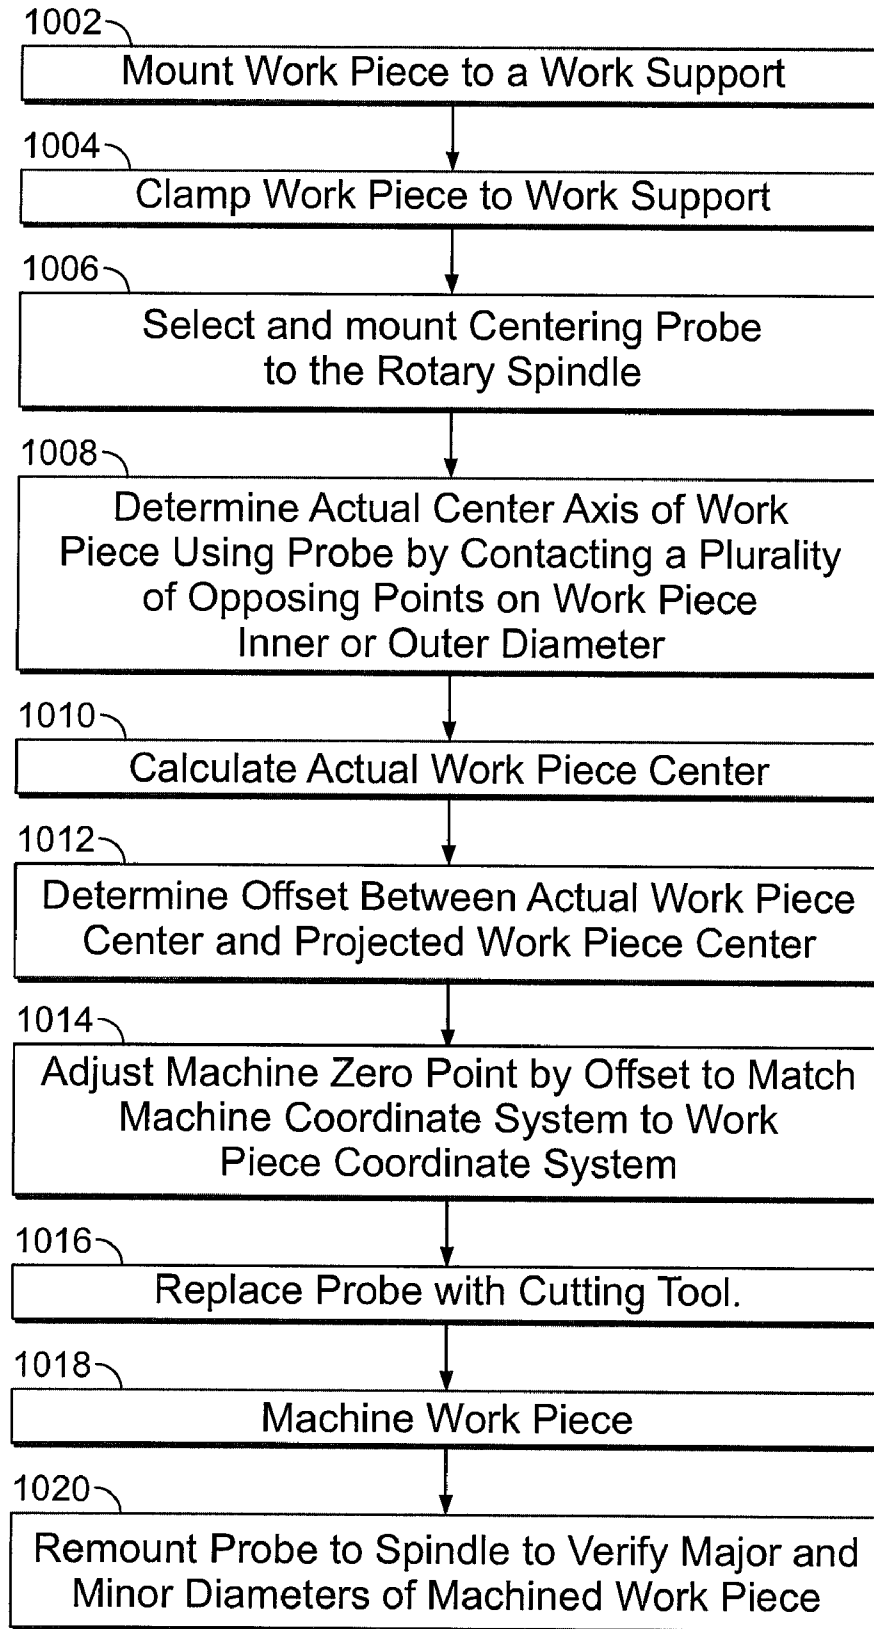 1002
Mount Work Piece to a Work Support
1004
Clamp Work Piece to Work Support
1006
Select and mount Centering Probe
to the Rotary Spindle
1008
Determine Actual Center Axis of Work
Piece Using Probe by Contacting a Plurality
of Opposing Points on Work Piece
Inner or Outer Diameter
1010
Calculate Actual Work Piece Center
1012
Determine Offset Between Actual Work Piece
Center and Projected Work Piece Center
1014
Adjust Machine Zero Point by Offset to Match
Machine Coordinate System to Work
Piece Coordinate System
1016
Replace Probe with Cutting Tool.
1018
Machine Work Piece
1020
Remount Probe to Spindle to Verify Major and
Minor Diameters of Machined Work Piece